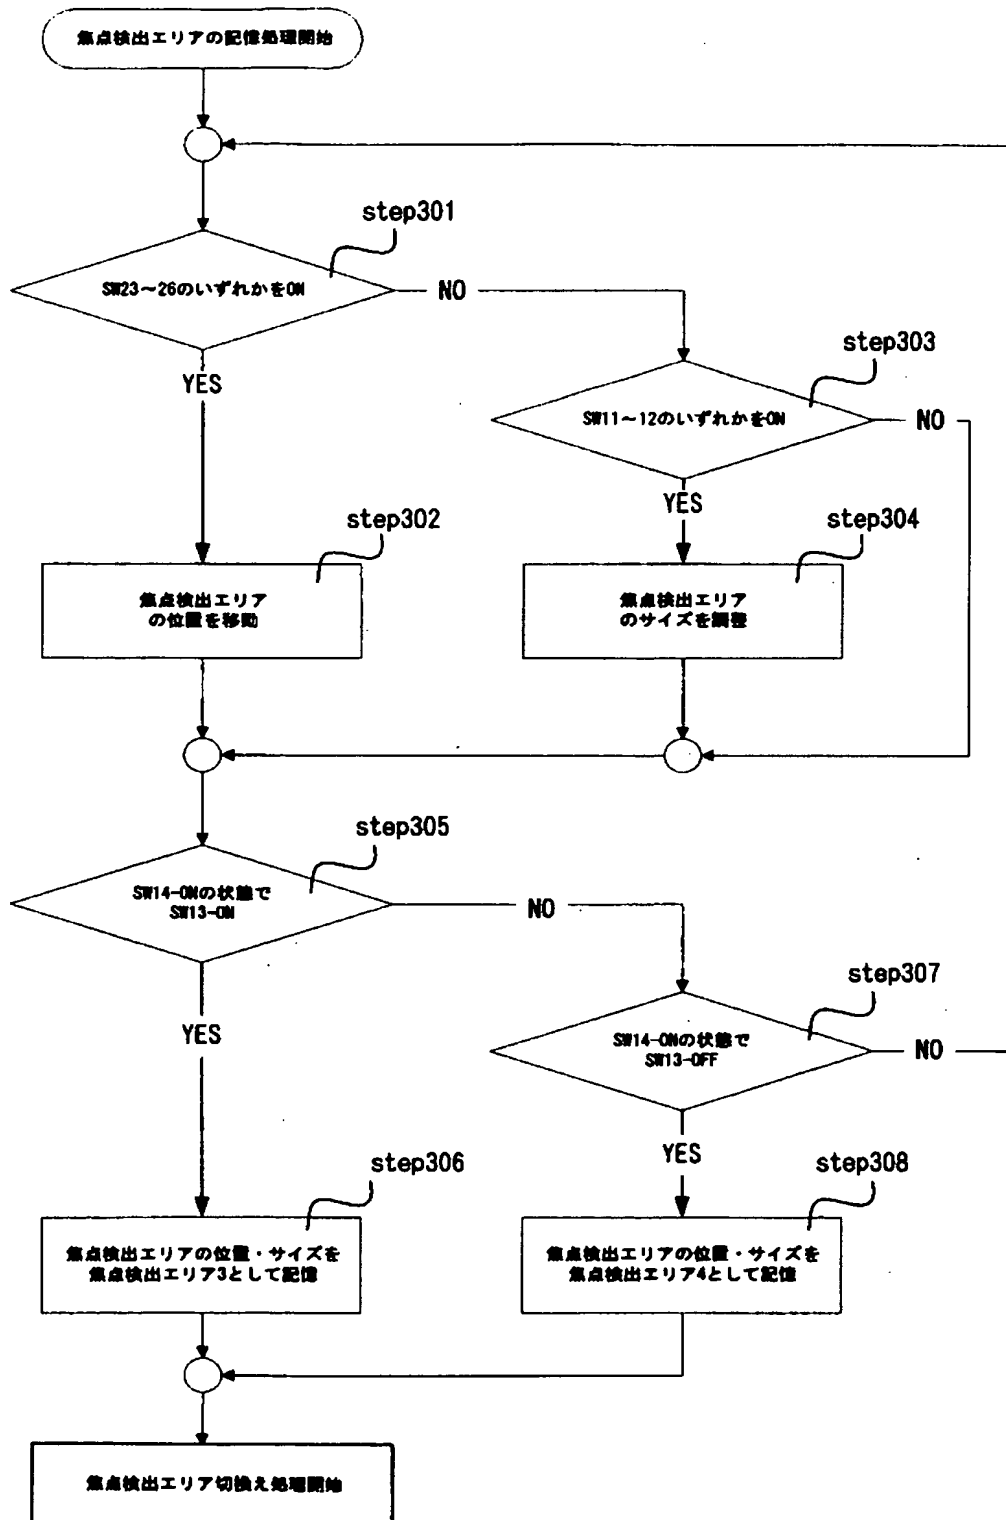 焦点検出エリアの記憶処理開始
step301
SW23～26のいずれかをON
NO
YES
step303
SW11～12のいずれかをON
NO
YES
step302
焦点検出エリア
の位置を移動
step304
焦点検出エリア
のサイズを調整
step305
SW14-ONの状態で
SW13-ON
NO
YES
step307
SW14-ONの状態で
SW13-OFF
NO
YES
step306
焦点検出エリアの位置・サイズを
焦点検出エリア3として記憶
step308
焦点検出エリアの位置・サイズを
焦点検出エリア4として記憶
焦点検出エリア切換え処理開始